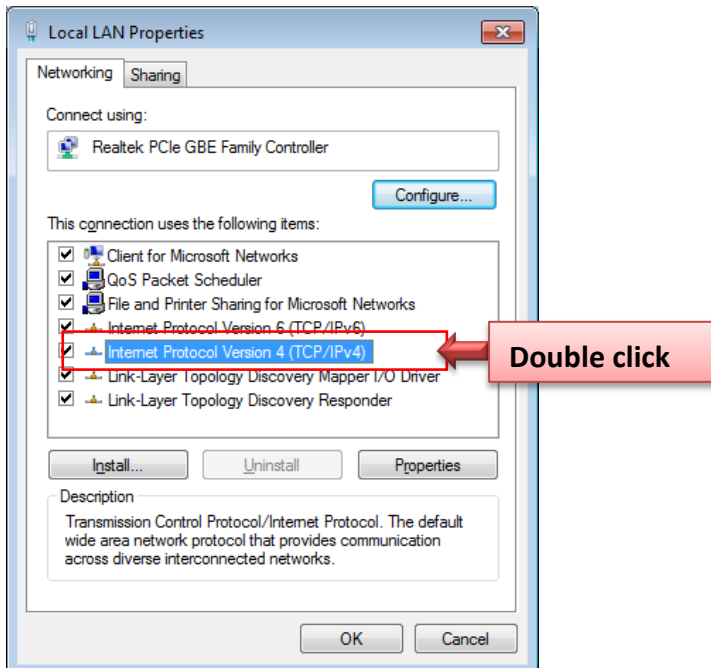 Local LAN Properties
Networking Sharing
Connect using:
Realtek PCIe GBE Family Controller
Configure...
This connection uses the following items:
Client for Microsoft Networks
QoS Packet Scheduler
File and Printer Sharing for Microsoft Networks
Internet Protocol Version 6 (TCP/IPv6)
Internet Protocol Version 4 (TCP/IPv4)
Double click
Link-Layer Topology Discovery Mapper I/O Driver
Link-Layer Topology Discovery Responder
Install... Uninstall Properties
Description
Transmission Control Protocol/Internet Protocol. The default
wide area network protocol that provides communication
across diverse interconnected networks.
OK Cancel